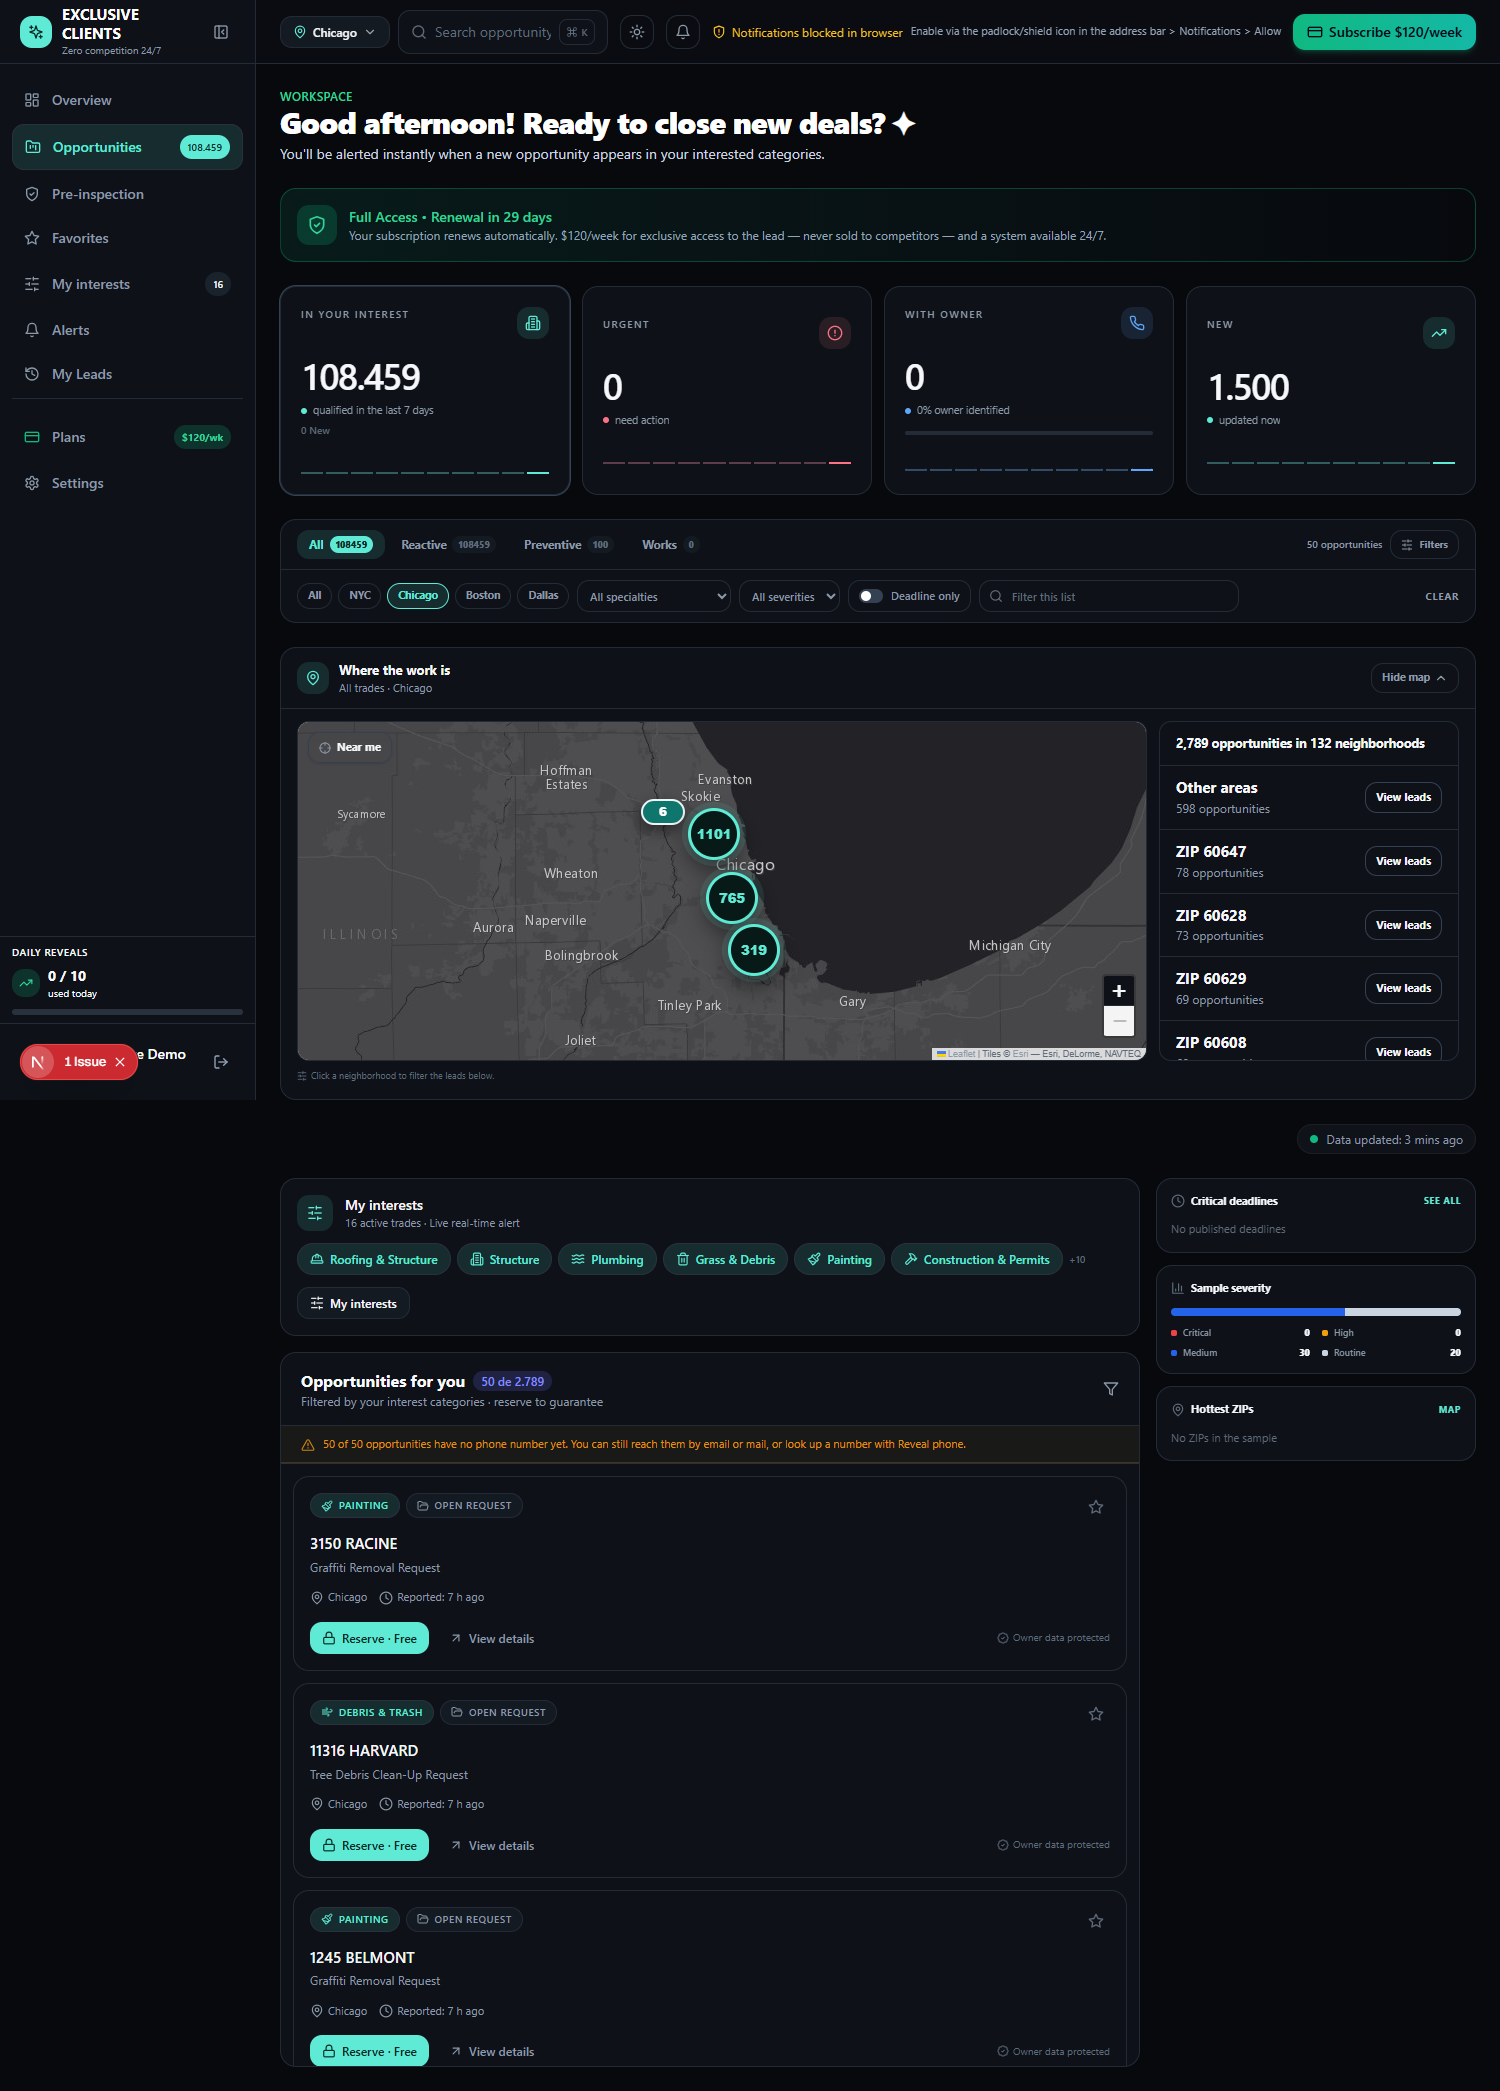 EXCLUSIVE
CLIENTS
Zero competition 24/7
Chicago
Search opportunity
⌘ K
Notifications blocked in browser
Enable via the padlock/shield icon in the address bar > Notifications > Allow
Subscribe $120/week
Overview
Opportunities
108.459
Pre-inspection
Favorites
My interests
16
Alerts
My Leads
Plans
$120/wk
Settings
DAILY REVEALS
0 / 10
used today
1 Issue
e Demo
WORKSPACE
Good afternoon! Ready to close new deals? ✦
You'll be alerted instantly when a new opportunity appears in your interested categories.
Full Access • Renewal in 29 days
Your subscription renews automatically. $120/week for exclusive access to the lead — never sold to competitors — and a system available 24/7.
IN YOUR INTEREST
108.459
qualified in the last 7 days
0 New
URGENT
0
need action
WITH OWNER
0
0% owner identified
NEW
1.500
updated now
All 108459
Reactive 108459
Preventive 100
Works 0
50 opportunities
Filters
All
NYC
Chicago
Boston
Dallas
All specialties
All severities
Deadline only
Filter this list
CLEAR
Where the work is
All trades · Chicago
Hide map
Near me
Hoffman
Estates
Evanston
Skokie
Sycamore
6
1101
Chicago
Wheaton
765
Aurora
Naperville
ILLINOIS
319
Bolingbrook
Michigan City
Tinley Park
Gary
Joliet
+
−
Leaflet | Tiles © Esri — Esri, DeLorme, NAVTEQ
Click a neighborhood to filter the leads below.
2,789 opportunities in 132 neighborhoods
Other areas
598 opportunities
View leads
ZIP 60647
78 opportunities
View leads
ZIP 60628
73 opportunities
View leads
ZIP 60629
69 opportunities
View leads
ZIP 60608
View leads
Data updated: 3 mins ago
My interests
16 active trades · Live real-time alert
Roofing & Structure
Structure
Plumbing
Grass & Debris
Painting
Construction & Permits
+10
My interests
Opportunities for you
50 de 2.789
Filtered by your interest categories · reserve to guarantee
50 of 50 opportunities have no phone number yet. You can still reach them by email or mail, or look up a number with Reveal phone.
PAINTING
OPEN REQUEST
3150 RACINE
Graffiti Removal Request
Chicago
Reported: 7 h ago
Reserve · Free
View details
Owner data protected
DEBRIS & TRASH
OPEN REQUEST
11316 HARVARD
Tree Debris Clean-Up Request
Chicago
Reported: 7 h ago
Reserve · Free
View details
Owner data protected
PAINTING
OPEN REQUEST
1245 BELMONT
Graffiti Removal Request
Chicago
Reported: 7 h ago
Reserve · Free
View details
Owner data protected
Critical deadlines
SEE ALL
No published deadlines
Sample severity
Critical 0
High 0
Medium 30
Routine 20
Hottest ZIPs
MAP
No ZIPs in the sample